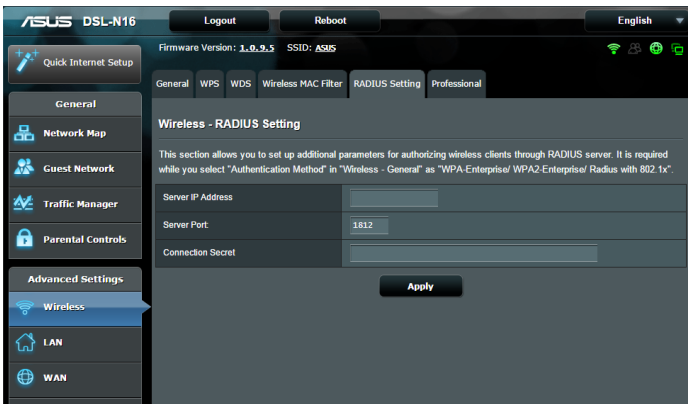 ASUS DSL-N16
Logout
Reboot
English
Quick Internet Setup
Firmware Version: 1.0.9.5 SSID: ASUS
General WPS WDS Wireless MAC Filter RADIUS Setting Professional
General
Network Map
Guest Network
Traffic Manager
Parental Controls
Advanced Settings
Wireless
LAN
WAN
Wireless - RADIUS Setting
This section allows you to set up additional parameters for authorizing wireless clients through RADIUS server. It is required
while you select "Authentication Method" in "Wireless - General" as "WPA-Enterprise/ WPA2-Enterprise/ Radius with 802.1x".
Server IP Address
Server Port: 1812
Connection Secret
Apply